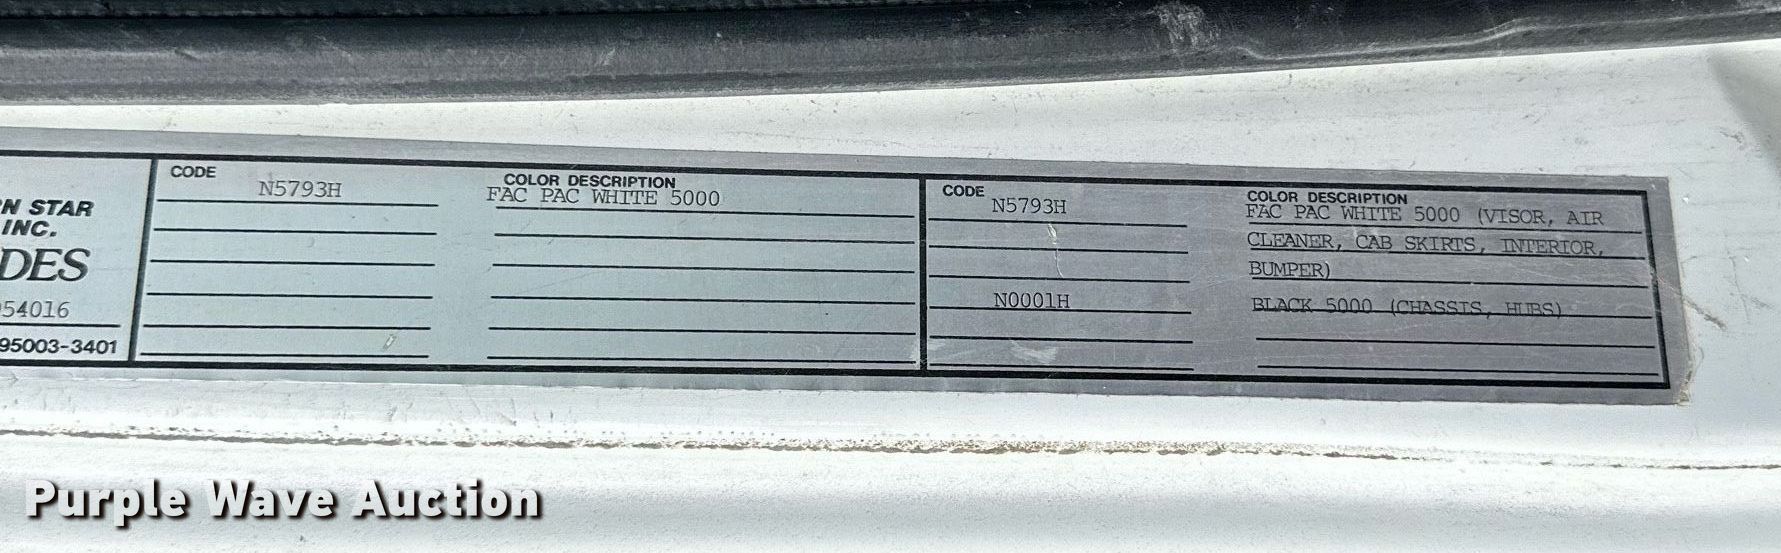 N STAR
INC.
DES
54016
95003-3401
CODE
N5793H
COLOR DESCRIPTION
FAC PAC WHITE 5000
CODE
N5793H
N0001H
COLOR DESCRIPTION
FAC PAC WHITE 5000 (VISOR, AIR
CLEANER, CAB SKIRTS, INTERIOR,
BUMPER)
BLACK 5000 (CHASSIS, HUBS)
Purple Wave Auction